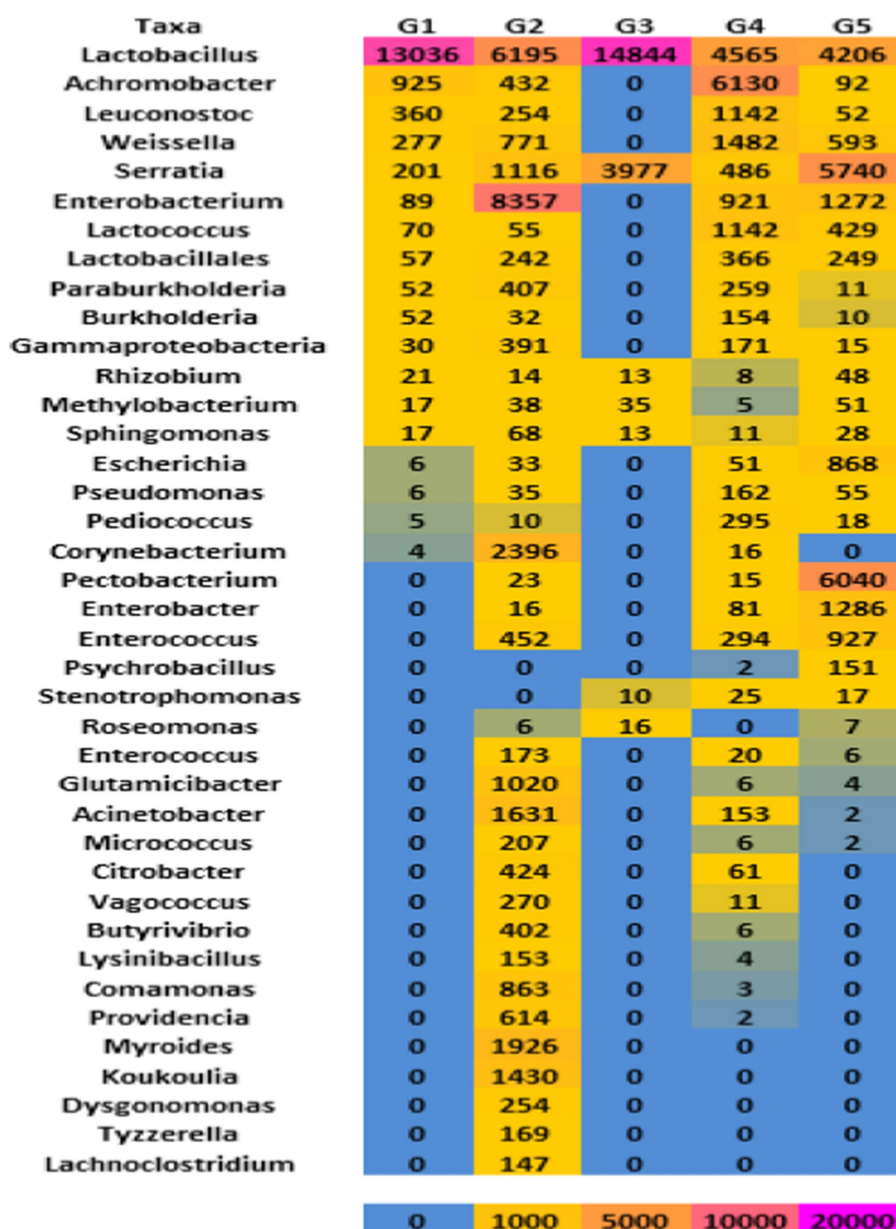 Taxa G1 G2 G3 G4 G5
Lactobacillus 13036 6195 14844 4565 4206
Achromobacter 925 432 0 6130 92
Leuconostoc 360 254 0 1142 52
Weissella 277 771 0 1482 593
Serratia 201 1116 3977 486 5740
Enterobacterium 89 8357 0 921 1272
Lactococcus 70 55 0 1142 429
Lactobacillales 57 242 0 366 249
Paraburkholderia 52 407 0 259 11
Burkholderia 52 32 0 154 10
Gammaproteobacteria 30 391 0 171 15
Rhizobium 21 14 13 8 48
Methylobacterium 17 38 35 5 51
Sphingomonas 17 68 13 11 28
Escherichia 6 33 0 51 868
Pseudomonas 6 35 0 162 55
Pediococcus 5 10 0 295 18
Corynebacterium 4 2396 0 16 0
Pectobacterium 0 23 0 15 6040
Enterobacter 0 16 0 81 1286
Enterococcus 0 452 0 294 927
Psychrobacillus 0 0 0 2 151
Stenotrophomonas 0 0 10 25 17
Roseomonas 0 6 16 0 7
Enterococcus 0 173 0 20 6
Glutamicibacter 0 1020 0 6 4
Acinetobacter 0 1631 0 153 2
Micrococcus 0 207 0 6 2
Citrobacter 0 424 0 61 0
Vagococcus 0 270 0 11 0
Butyrivibrio 0 402 0 6 0
Lysinibacillus 0 153 0 4 0
Comamonas 0 863 0 3 0
Providencia 0 614 0 2 0
Myroides 0 1926 0 0 0
Koukoulia 0 1430 0 0 0
Dysgonomonas 0 254 0 0 0
Tyzzerella 0 169 0 0 0
Lachnoclostridium 0 147 0 0 0
0 1000 5000 10000 20000